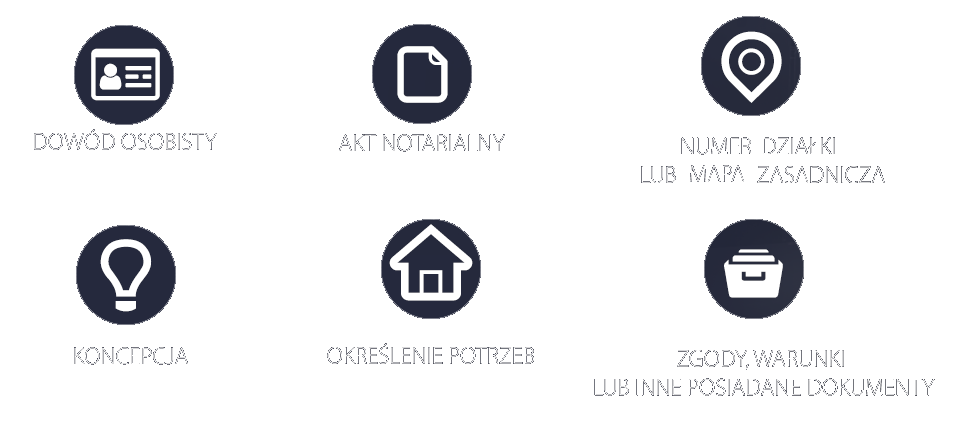 DOWÓD OSOBISTY
AKT NOTARIALNY
NUMER DZIAŁKI
LUB MAPA ZASADNICZA
KONCEPCJA
OKREŚLENIE POTRZEB
ZGODY, WARUNKI
LUB INNE POSIADANE DOKUMENTY